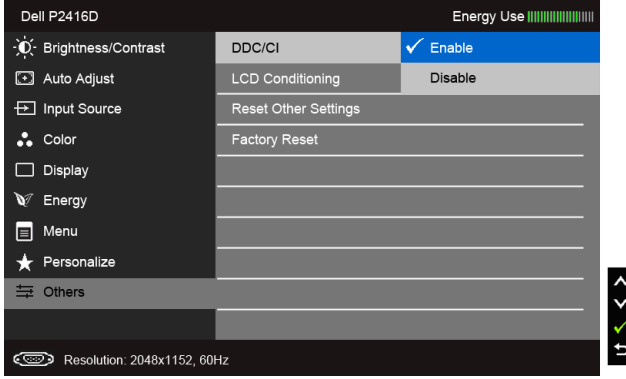 Dell P2416D Energy Use
Brightness/Contrast DDC/CI Enable
Auto Adjust LCD Conditioning Disable
Input Source Reset Other Settings
Color Factory Reset
Display
Energy
Menu
Personalize
Others
Resolution: 2048x1152, 60Hz